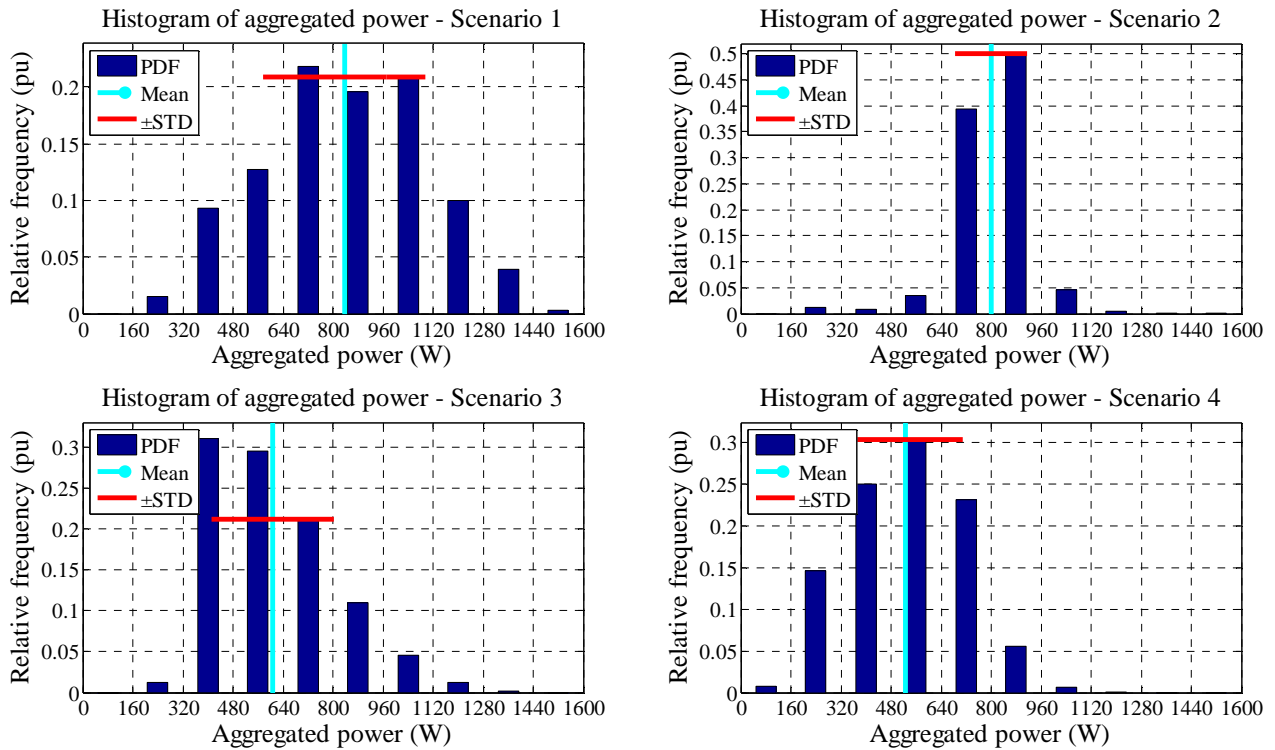 Histogram of aggregated power - Scenario 1
Relative frequency (pu)
0.2
0.15
0.1
0.05
0
PDF
Mean
±STD
0 160 320 480 640 800 960 1120 1280 1440 1600
Aggregated power (W)
Histogram of aggregated power - Scenario 2
Relative frequency (pu)
0.5
0.45
0.4
0.35
0.3
0.25
0.2
0.15
0.1
0.05
0
PDF
Mean
±STD
0 160 320 480 640 800 960 1120 1280 1440 1600
Aggregated power (W)
Histogram of aggregated power - Scenario 3
Relative frequency (pu)
0.3
0.25
0.2
0.15
0.1
0.05
0
PDF
Mean
±STD
0 160 320 480 640 800 960 1120 1280 1440 1600
Aggregated power (W)
Histogram of aggregated power - Scenario 4
Relative frequency (pu)
0.3
0.25
0.2
0.15
0.1
0.05
0
PDF
Mean
±STD
0 160 320 480 640 800 960 1120 1280 1440 1600
Aggregated power (W)